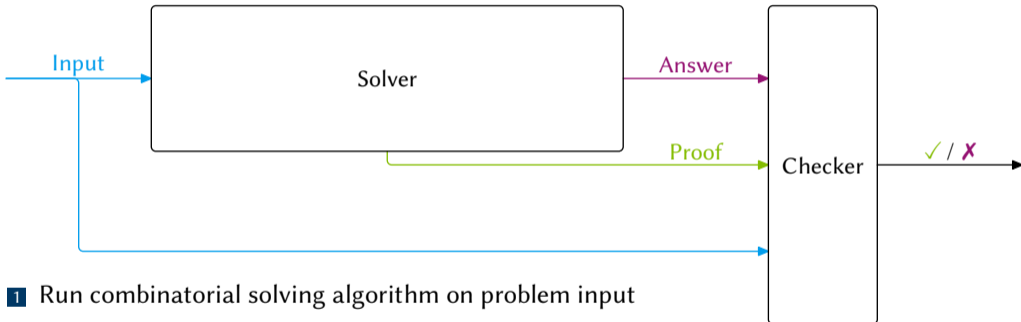 Input
Solver
Answer
Proof
Checker
✓ / ✗
1 Run combinatorial solving algorithm on problem input